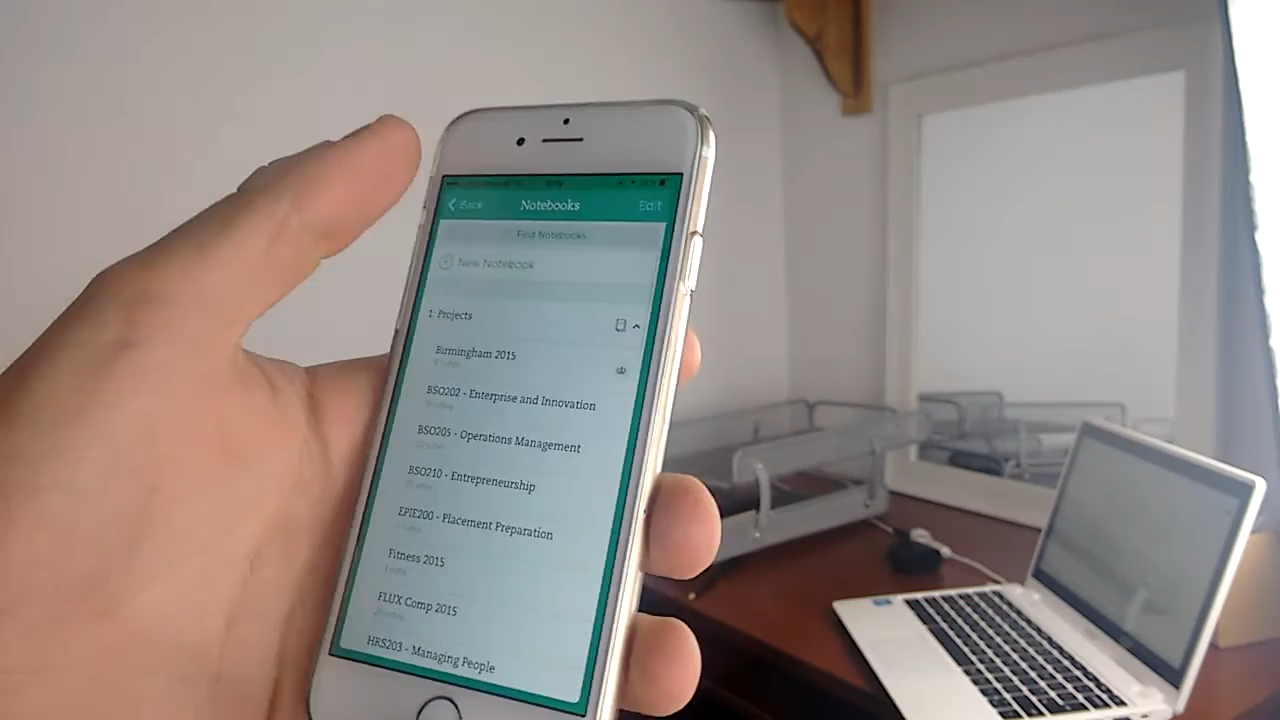 Back Notebooks Edit
Find Notebooks
New Notebook
1: Projects
Birmingham 2015
BSO202 - Enterprise and Innovation
BSO205 - Operations Management
BSO210 - Entrepreneurship
EPIE200 - Placement Preparation
Fitness 2015
FLUX Comp 2015
HRS203 - Managing People